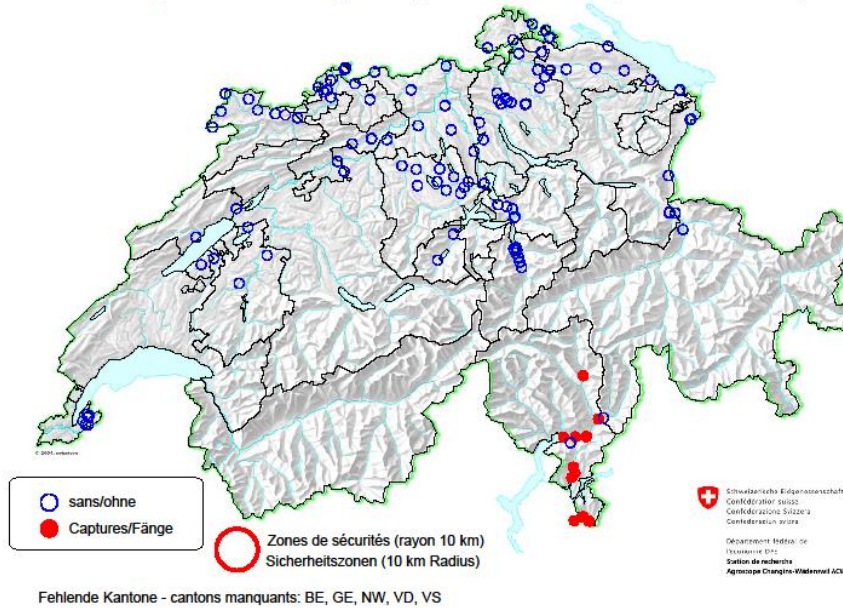 sans/ohne
Captures/Fänge
Zones de sécurités (rayon 10 km)
Sicherheitszonen (10 km Radius)
Schweizerische Eidgenossenschaft
Confédération suisse
Confederazione Svizzera
Confederaziun svizra
Département fédéral de
l'économie DFE
Station de recherche
Agroscope Changins-Wädenswil ACW
Fehlende Kantone - cantons manquants: BE, GE, NW, VD, VS